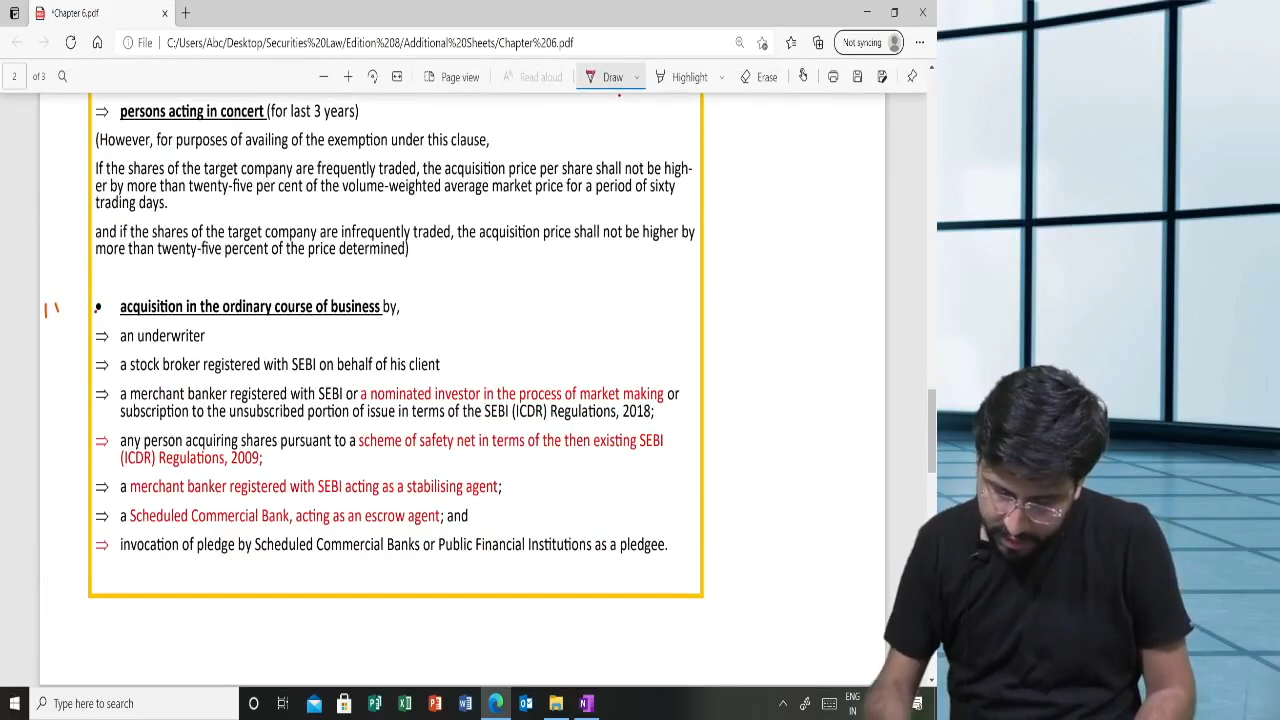 *Chapter 6.pdf
File
C:/Users/Abc/Desktop/Securities%20Law/Edition%208/Additional%20Sheets/Chapter%206.pdf
Not syncing
2 of 3
Page view
Read aloud
Draw
Highlight
Erase
⇒ persons acting in concert (for last 3 years)
(However, for purposes of availing of the exemption under this clause,
If the shares of the target company are frequently traded, the acquisition price per share shall not be high-
er by more than twenty-five per cent of the volume-weighted average market price for a period of sixty
trading days.
and if the shares of the target company are infrequently traded, the acquisition price shall not be higher by
more than twenty-five percent of the price determined)
• acquisition in the ordinary course of business by,
⇒ an underwriter
⇒ a stock broker registered with SEBI on behalf of his client
⇒ a merchant banker registered with SEBI or a nominated investor in the process of market making or
subscription to the unsubscribed portion of issue in terms of the SEBI (ICDR) Regulations, 2018;
⇒ any person acquiring shares pursuant to a scheme of safety net in terms of the then existing SEBI
(ICDR) Regulations, 2009;
⇒ a merchant banker registered with SEBI acting as a stabilising agent;
⇒ a Scheduled Commercial Bank, acting as an escrow agent; and
⇒ invocation of pledge by Scheduled Commercial Banks or Public Financial Institutions as a pledgee.
Type here to search
ENG
IN